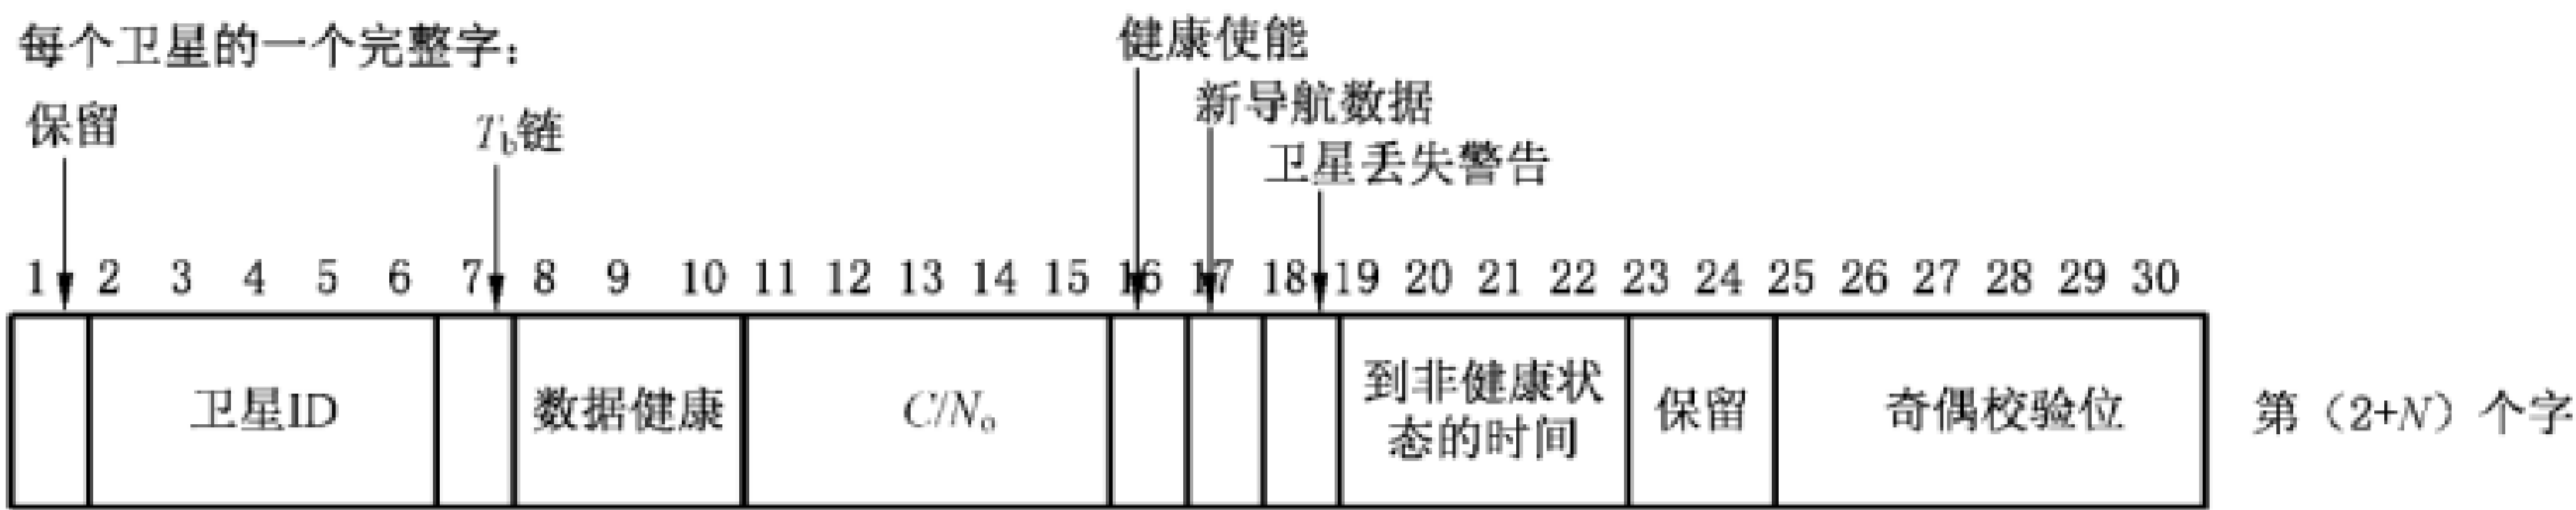 每个卫星的一个完整字：
健康使能
新导航数据
保留
T_b链
卫星丢失警告
1 2 3 4 5 6 7 8 9 10 11 12 13 14 15 16 17 18 19 20 21 22 23 24 25 26 27 28 29 30
卫星ID
数据健康
C/N₀
到非健康状
态的时间
保留
奇偶校验位
第（2+N）个字